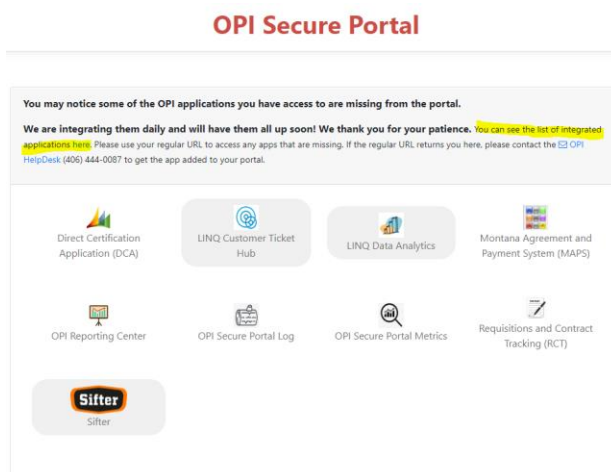 OPI Secure Portal
You may notice some of the OPI applications you have access to are missing from the portal.
We are integrating them daily and will have them all up soon! We thank you for your patience. You can see the list of integrated
applications here. Please use your regular URL to access any apps that are missing. If the regular URL returns you here, please contact the OPI
HelpDesk (406) 444-0087 to get the app added to your portal.
Direct Certification
Application (DCA)
LINQ Customer Ticket
Hub
LINQ Data Analytics
Montana Agreement and
Payment System (MAPS)
OPI Reporting Center
OPI Secure Portal Log
OPI Secure Portal Metrics
Requisitions and Contract
Tracking (RCT)
Sifter
Sifter